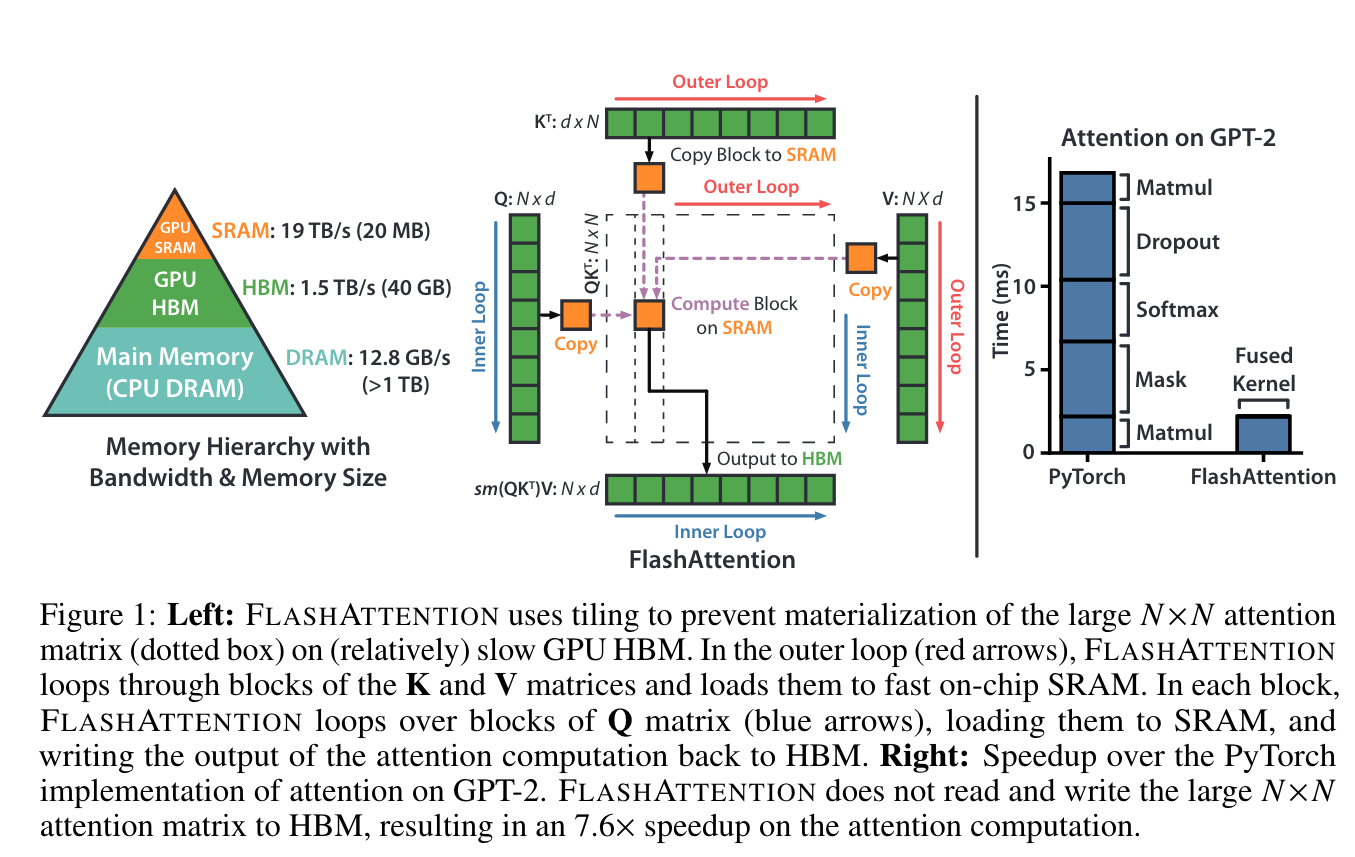 GPU
SRAM
GPU
HBM
Main Memory
(CPU DRAM)
SRAM: 19 TB/s (20 MB)
HBM: 1.5 TB/s (40 GB)
DRAM: 12.8 GB/s
(>1 TB)
Memory Hierarchy with
Bandwidth & Memory Size
Outer Loop
Kᵀ: d x N
Copy Block to SRAM
Outer Loop
Q: N x d
V: N X d
QKᵀ: N x N
Inner Loop
Copy
Compute Block
on SRAM
Copy
Inner Loop
Outer Loop
Output to HBM
sm(QKᵀ)V: N x d
Inner Loop
FlashAttention
Attention on GPT-2
Time (ms)
15
10
5
0
Matmul
Dropout
Softmax
Mask
Matmul
Fused
Kernel
PyTorch
FlashAttention
Figure 1: Left: FLASHATTENTION uses tiling to prevent materialization of the large N×N attention
matrix (dotted box) on (relatively) slow GPU HBM. In the outer loop (red arrows), FLASHATTENTION
loops through blocks of the K and V matrices and loads them to fast on-chip SRAM. In each block,
FLASHATTENTION loops over blocks of Q matrix (blue arrows), loading them to SRAM, and
writing the output of the attention computation back to HBM. Right: Speedup over the PyTorch
implementation of attention on GPT-2. FLASHATTENTION does not read and write the large N×N
attention matrix to HBM, resulting in an 7.6× speedup on the attention computation.